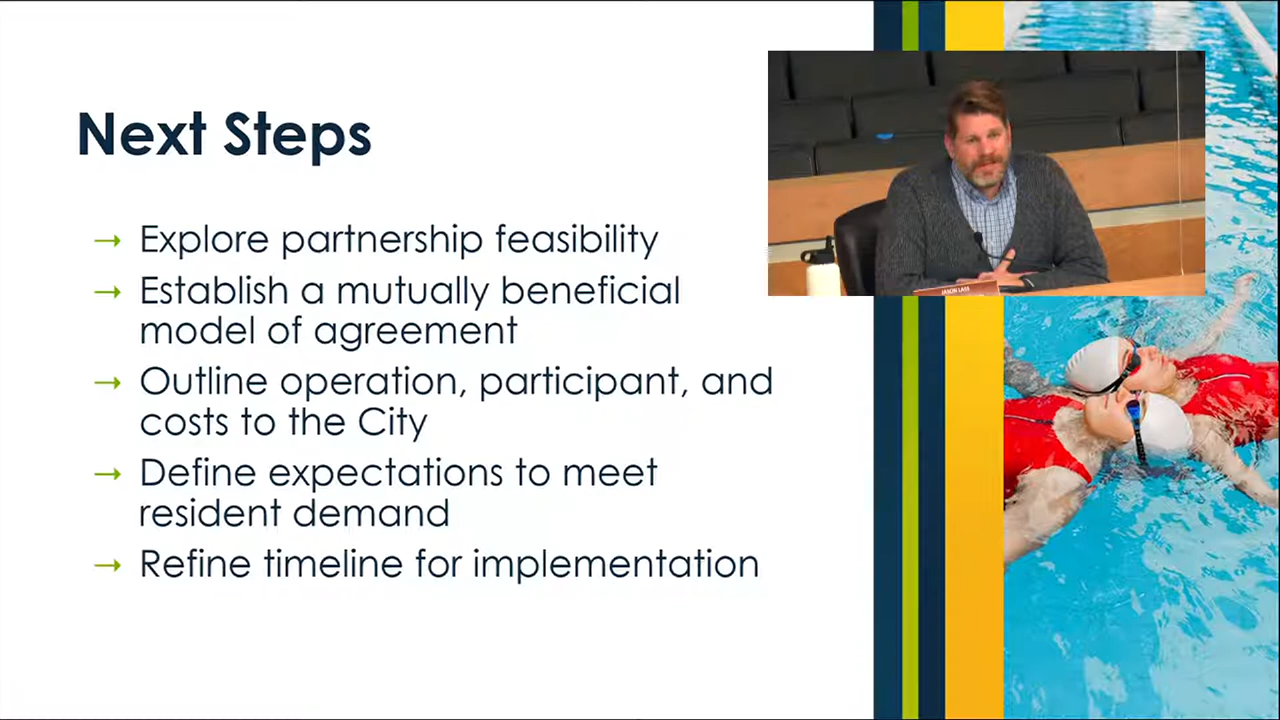 Next Steps
→ Explore partnership feasibility
→ Establish a mutually beneficial
model of agreement
→ Outline operation, participant, and
costs to the City
→ Define expectations to meet
resident demand
→ Refine timeline for implementation
JASON